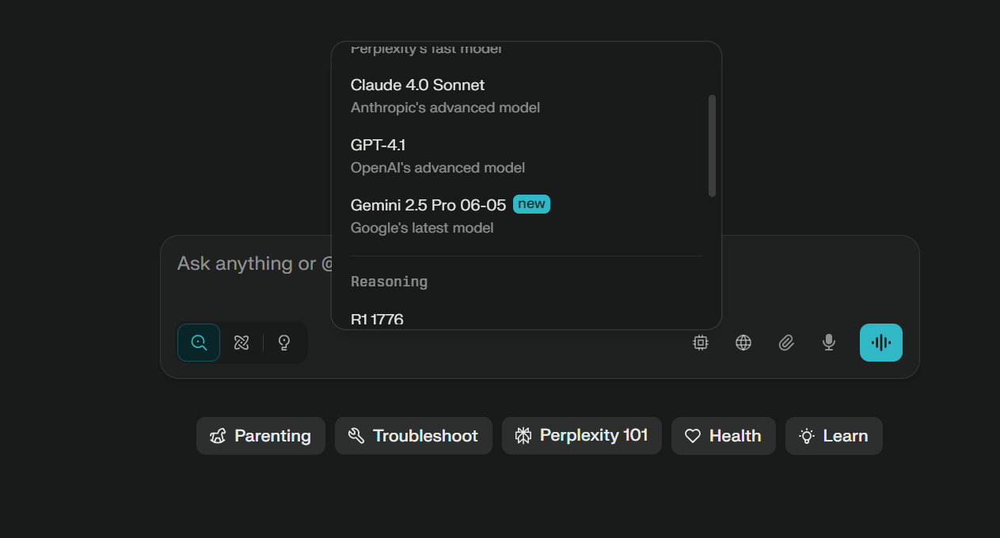 Perplexity's fast model
Claude 4.0 Sonnet
Anthropic's advanced model
GPT-4.1
OpenAI's advanced model
Gemini 2.5 Pro 06-05 new
Google's latest model
Reasoning
R1 1776
Ask anything or @
Parenting
Troubleshoot
Perplexity 101
Health
Learn